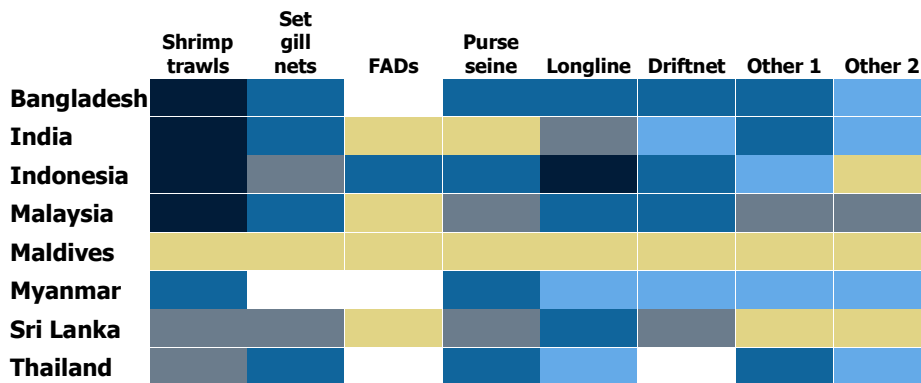 Shrimp trawls
Set gill nets
FADs
Purse seine
Longline
Driftnet
Other 1
Other 2
Bangladesh
India
Indonesia
Malaysia
Maldives
Myanmar
Sri Lanka
Thailand